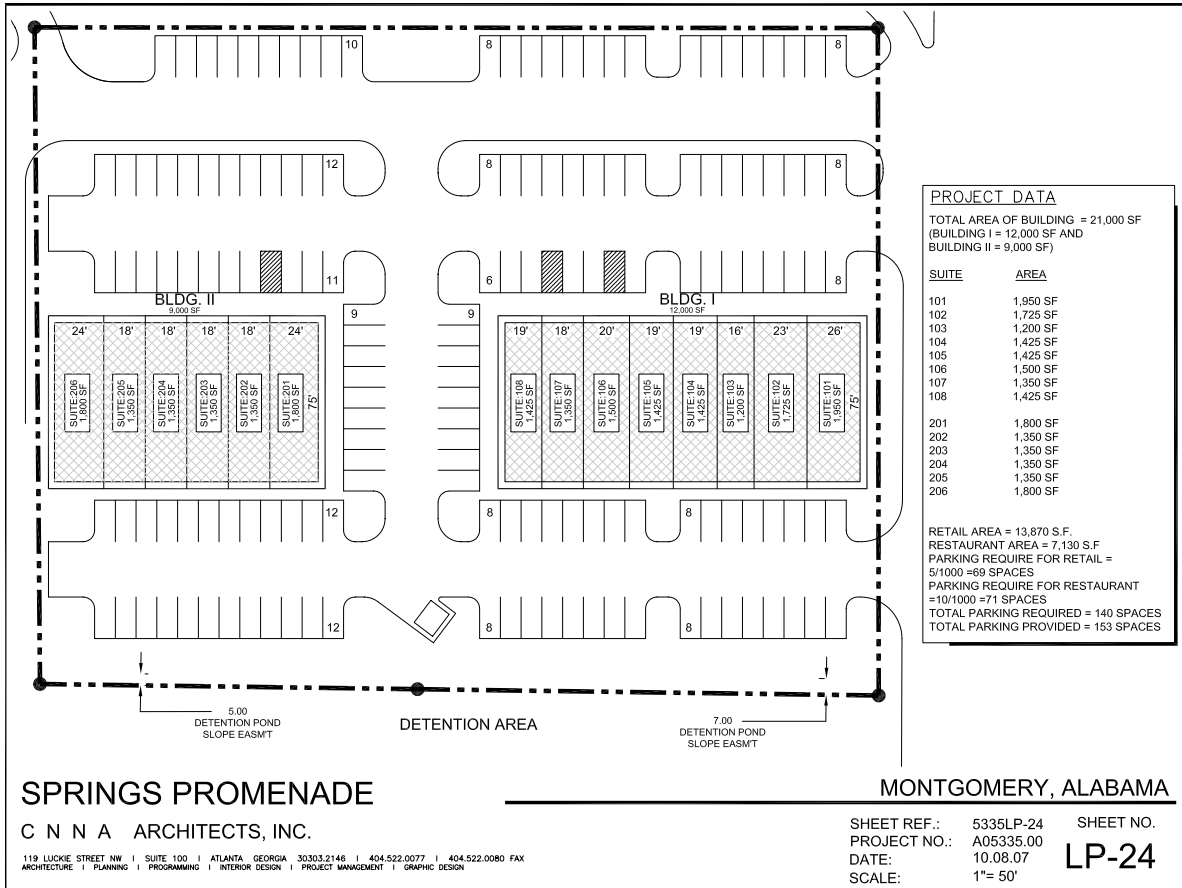 10
8
8
12
8
8
11
6
8
BLDG. II
9,000 SF
BLDG. I
12,000 SF
9
9
24'
18'
18'
18'
18'
24'
19'
18'
20'
19'
19'
16'
23'
26'
SUITE:206
1,800 SF
SUITE:205
1,350 SF
SUITE:204
1,350 SF
SUITE:203
1,350 SF
SUITE:202
1,350 SF
SUITE:201
1,800 SF
75'
SUITE:108
1,425 SF
SUITE:107
1,350 SF
SUITE:106
1,500 SF
SUITE:105
1,425 SF
SUITE:104
1,425 SF
SUITE:103
1,200 SF
SUITE:102
1,725 SF
SUITE:101
1,950 SF
75'
12
8
8
12
8
8
5.00
DETENTION POND
SLOPE EASM'T
DETENTION AREA
7.00
DETENTION POND
SLOPE EASM'T
PROJECT DATA
TOTAL AREA OF BUILDING = 21,000 SF
(BUILDING I = 12,000 SF AND
BUILDING II = 9,000 SF)
SUITE AREA
101 1,950 SF
102 1,725 SF
103 1,200 SF
104 1,425 SF
105 1,425 SF
106 1,500 SF
107 1,350 SF
108 1,425 SF
201 1,800 SF
202 1,350 SF
203 1,350 SF
204 1,350 SF
205 1,350 SF
206 1,800 SF
RETAIL AREA = 13,870 S.F.
RESTAURANT AREA = 7,130 S.F
PARKING REQUIRE FOR RETAIL =
5/1000 =69 SPACES
PARKING REQUIRE FOR RESTAURANT
=10/1000 =71 SPACES
TOTAL PARKING REQUIRED = 140 SPACES
TOTAL PARKING PROVIDED = 153 SPACES
SPRINGS PROMENADE
C N N A ARCHITECTS, INC.
119 LUCKIE STREET NW | SUITE 100 | ATLANTA GEORGIA 30303.2146 | 404.522.0077 | 404.522.0080 FAX
ARCHITECTURE | PLANNING | PROGRAMMING | INTERIOR DESIGN | PROJECT MANAGEMENT | GRAPHIC DESIGN
MONTGOMERY, ALABAMA
SHEET REF.: 5335LP-24
PROJECT NO.: A05335.00
DATE: 10.08.07
SCALE: 1"= 50'
SHEET NO.
LP-24